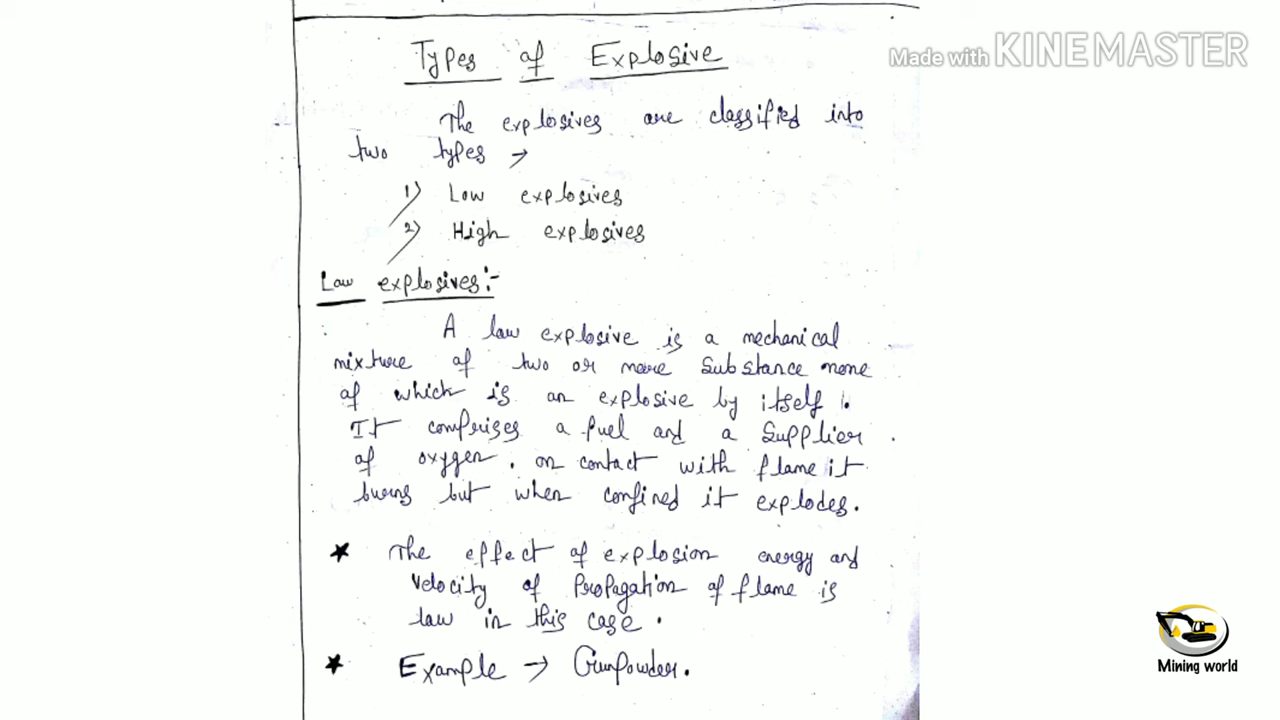 Types of Explosive
Made with KINEMASTER
The explosives are classified into
two types →
1) Low explosives
2) High explosives
Law explosives:-
A law explosive is a mechanical
mixture of two or more substance none
of which is an explosive by itself.
It comprises a fuel and a supplier
of oxygen. on contact with flame it
burns but when confined it explodes.
★ The effect of explosion energy and
velocity of propagation of flame is
law in this case.
★ Example → Gunpowder.
Mining world